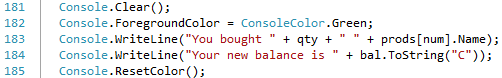 181 Console.Clear();
182 Console.ForegroundColor = ConsoleColor.Green;
183 Console.WriteLine("You bought " + qty + " " + prods[num].Name);
184 Console.WriteLine("Your new balance is " + bal.ToString("C"));
185 Console.ResetColor();